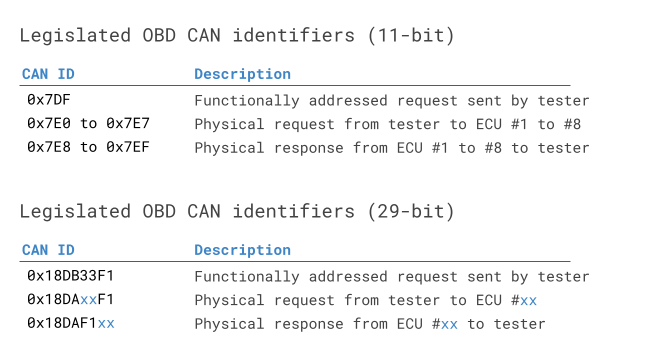 Legislated OBD CAN identifiers (11-bit)
CAN ID Description
0x7DF Functionally addressed request sent by tester
0x7E0 to 0x7E7 Physical request from tester to ECU #1 to #8
0x7E8 to 0x7EF Physical response from ECU #1 to #8 to tester
Legislated OBD CAN identifiers (29-bit)
CAN ID Description
0x18DB33F1 Functionally addressed request sent by tester
0x18DAxxF1 Physical request from tester to ECU #xx
0x18DAF1xx Physical response from ECU #xx to tester